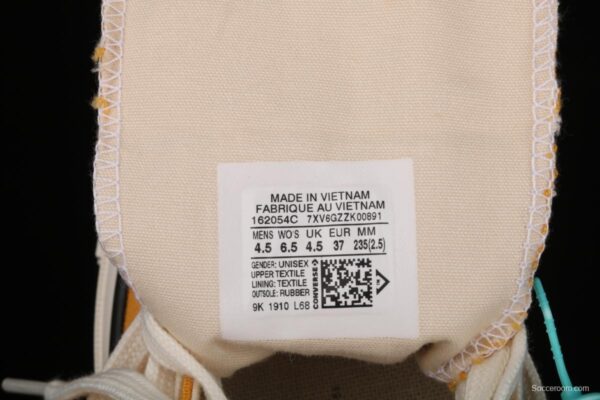 MADE IN VIETNAM
FABRIQUE AU VIETNAM
162054C 7XV6GZZK00891
MENS WO'S UK EUR MM
4.5 6.5 4.5 37 235(2.5)
GENDER: UNISEX
UPPER:TEXTILE
LINING: TEXTILE
OUTSOLE: RUBBER
CONVERSE
9K 1910 L68
Socceroom.com